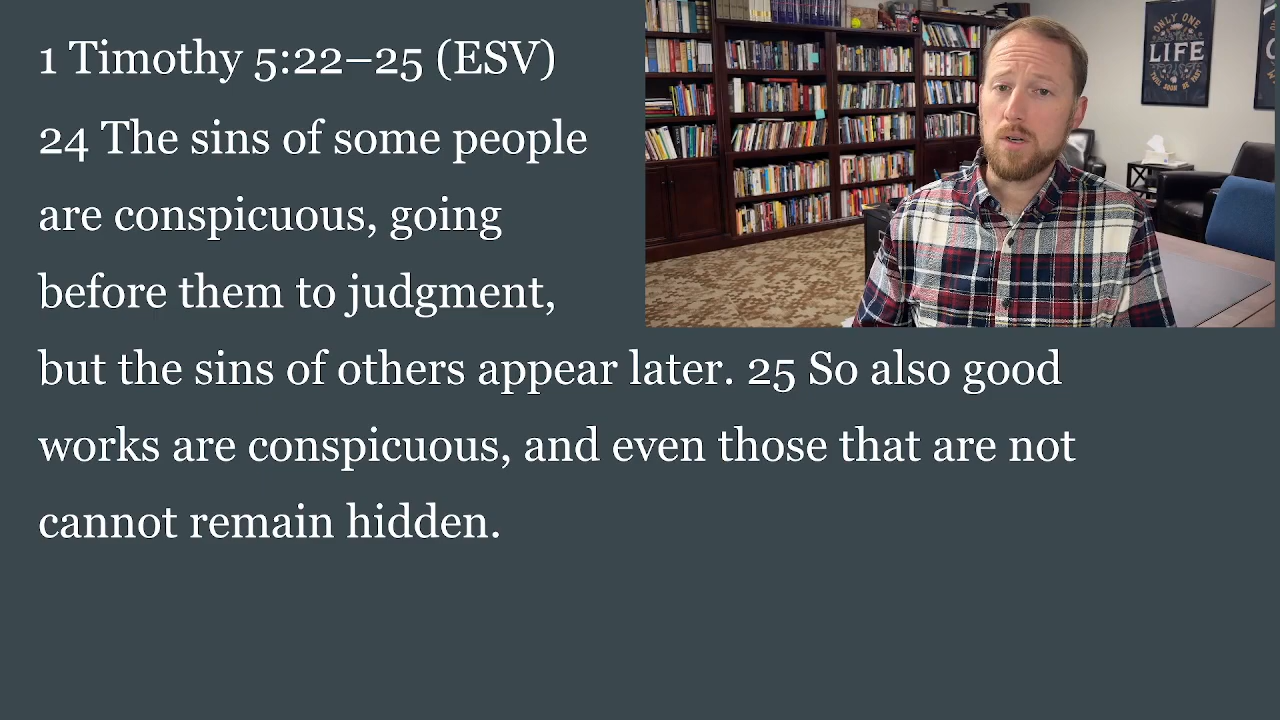 1 Timothy 5:22–25 (ESV)
24 The sins of some people
are conspicuous, going
before them to judgment,
but the sins of others appear later. 25 So also good
works are conspicuous, and even those that are not
cannot remain hidden.
ONLY ONE
LIFE